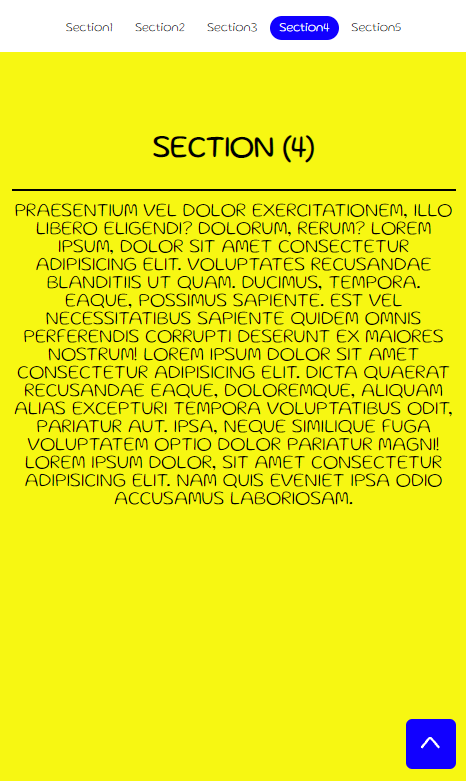 Section1 Section2 Section3 Section4 Section5
SECTION (4)
PRAESENTIUM VEL DOLOR EXERCITATIONEM, ILLO
LIBERO ELIGENDI? DOLORUM, RERUM? LOREM
IPSUM, DOLOR SIT AMET CONSECTETUR
ADIPISICING ELIT. VOLUPTATES RECUSANDAE
BLANDITIIS UT QUAM. DUCIMUS, TEMPORA.
EAQUE, POSSIMUS SAPIENTE. EST VEL
NECESSITATIBUS SAPIENTE QUIDEM OMNIS
PERFERENDIS CORRUPTI DESERUNT EX MAIORES
NOSTRUM! LOREM IPSUM DOLOR SIT AMET
CONSECTETUR ADIPISICING ELIT. DICTA QUAERAT
RECUSANDAE EAQUE, DOLOREMQUE, ALIQUAM
ALIAS EXCEPTURI TEMPORA VOLUPTATIBUS ODIT,
PARIATUR AUT. IPSA, NEQUE SIMILIQUE FUGA
VOLUPTATEM OPTIO DOLOR PARIATUR MAGNI!
LOREM IPSUM DOLOR, SIT AMET CONSECTETUR
ADIPISICING ELIT. NAM QUIS EVENIET IPSA ODIO
ACCUSAMUS LABORIOSAM.